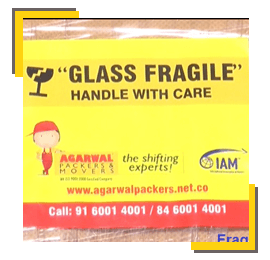 "GLASS FRAGILE"
HANDLE WITH CARE
AGARWAL
PACKERS &
MOVERS
the shifting
experts!
IAM
www.agarwalpackers.net.co
Call: 91 6001 4001 / 84 6001 4001
Frag